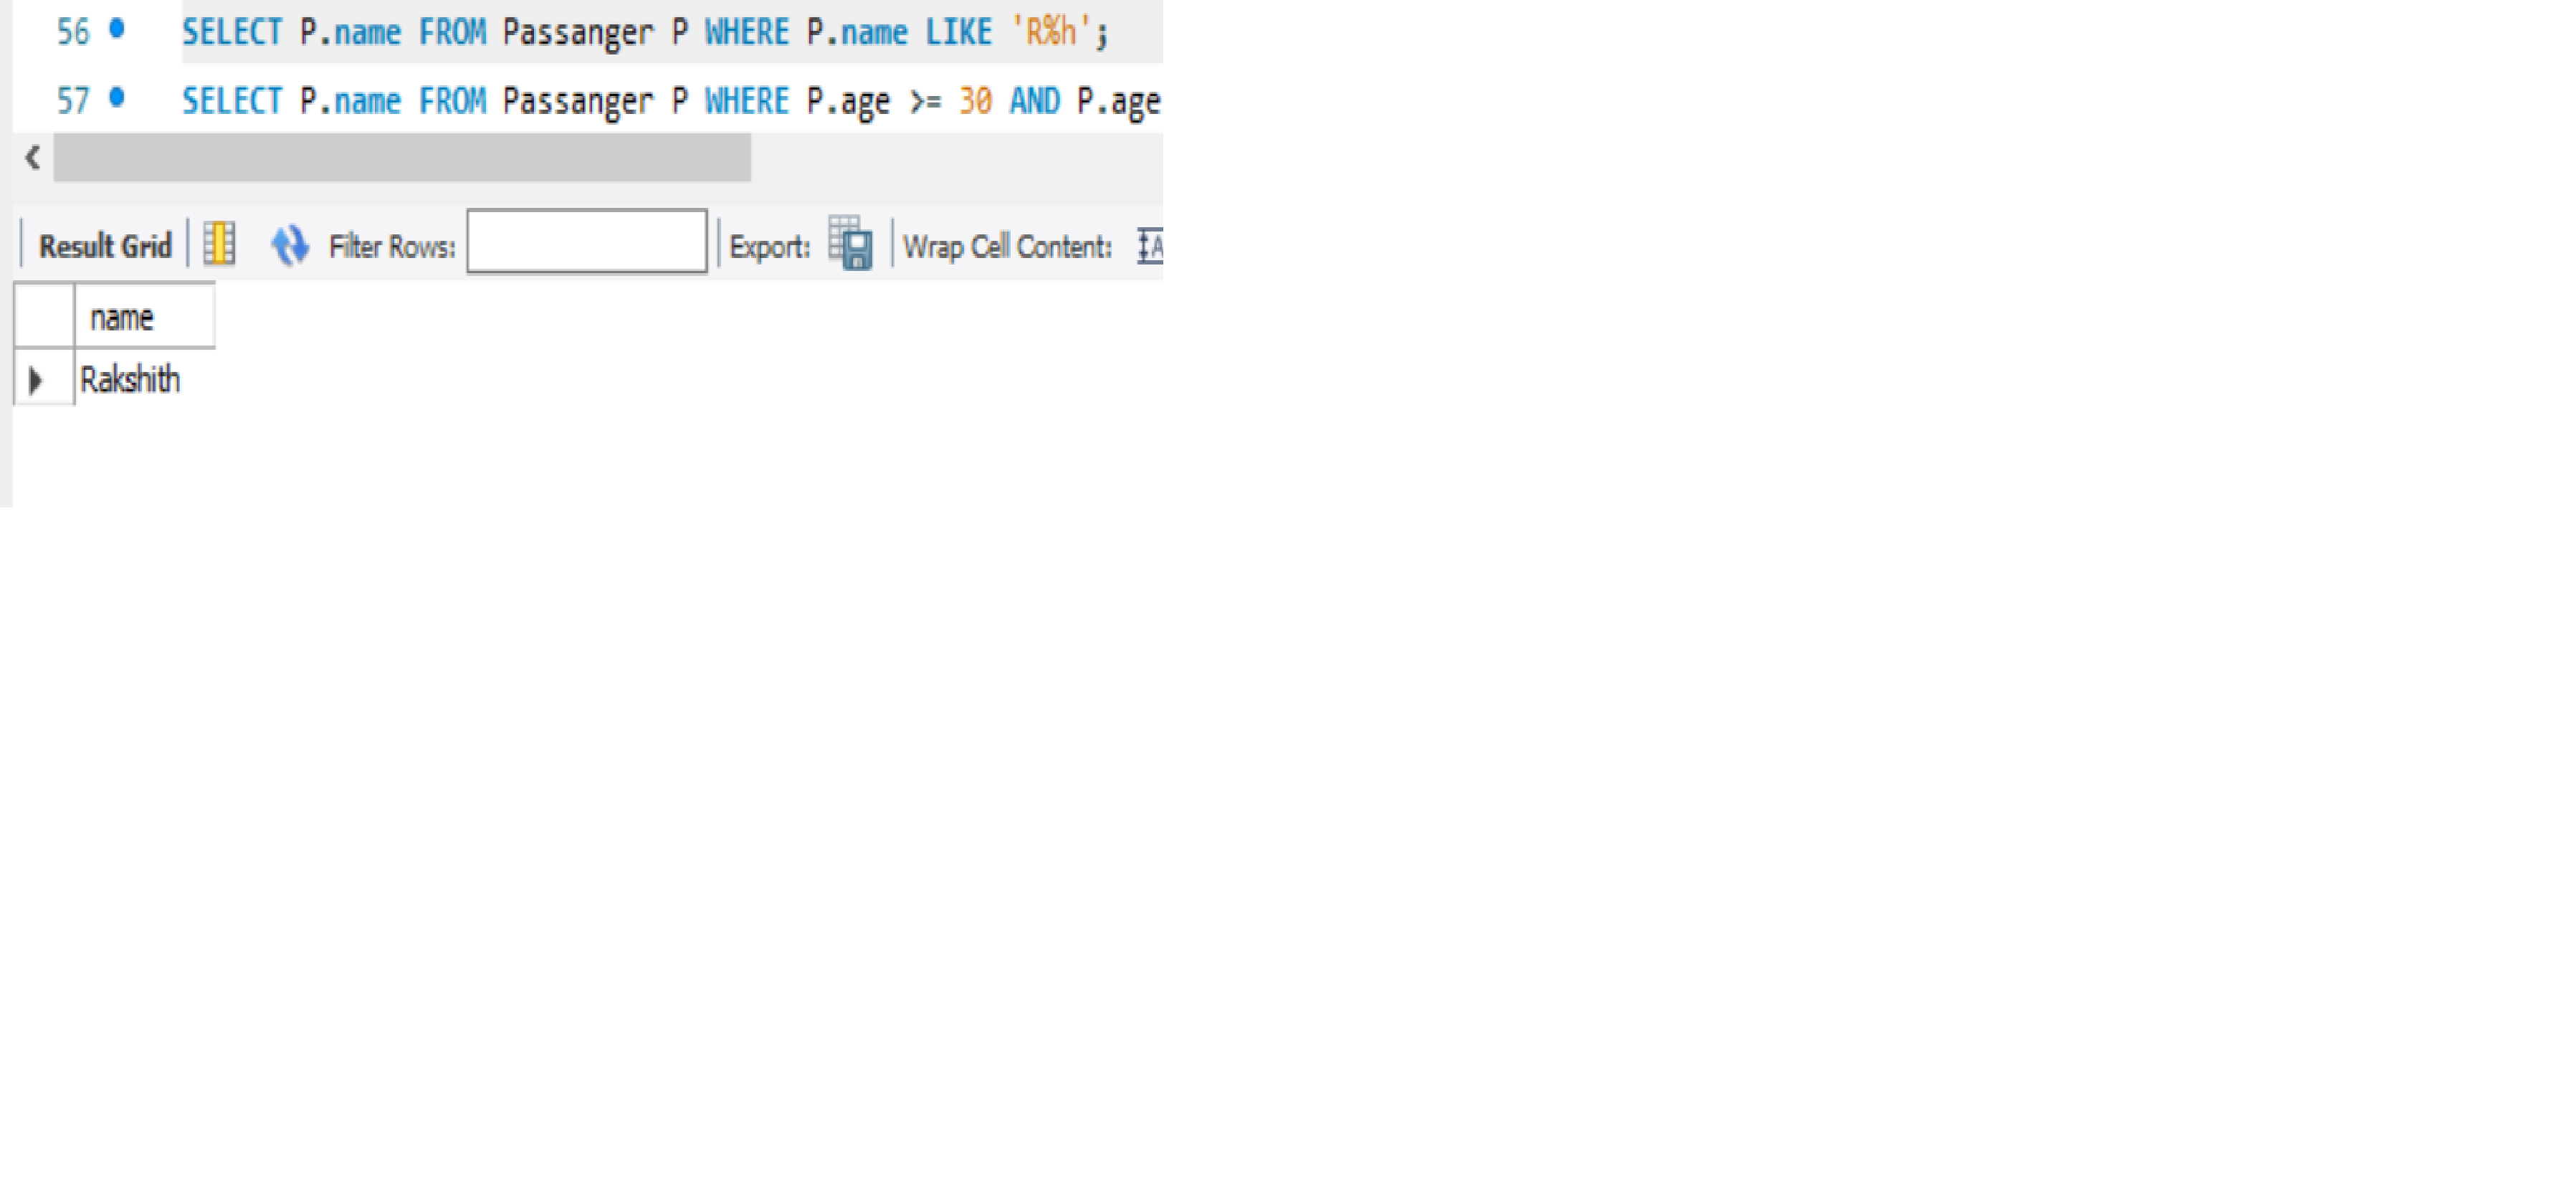 56 SELECT P.name FROM Passanger P WHERE P.name LIKE 'R%h';
57 SELECT P.name FROM Passanger P WHERE P.age >= 30 AND P.age
Result Grid Filter Rows: Export: Wrap Cell Content: A
name
Rakshith